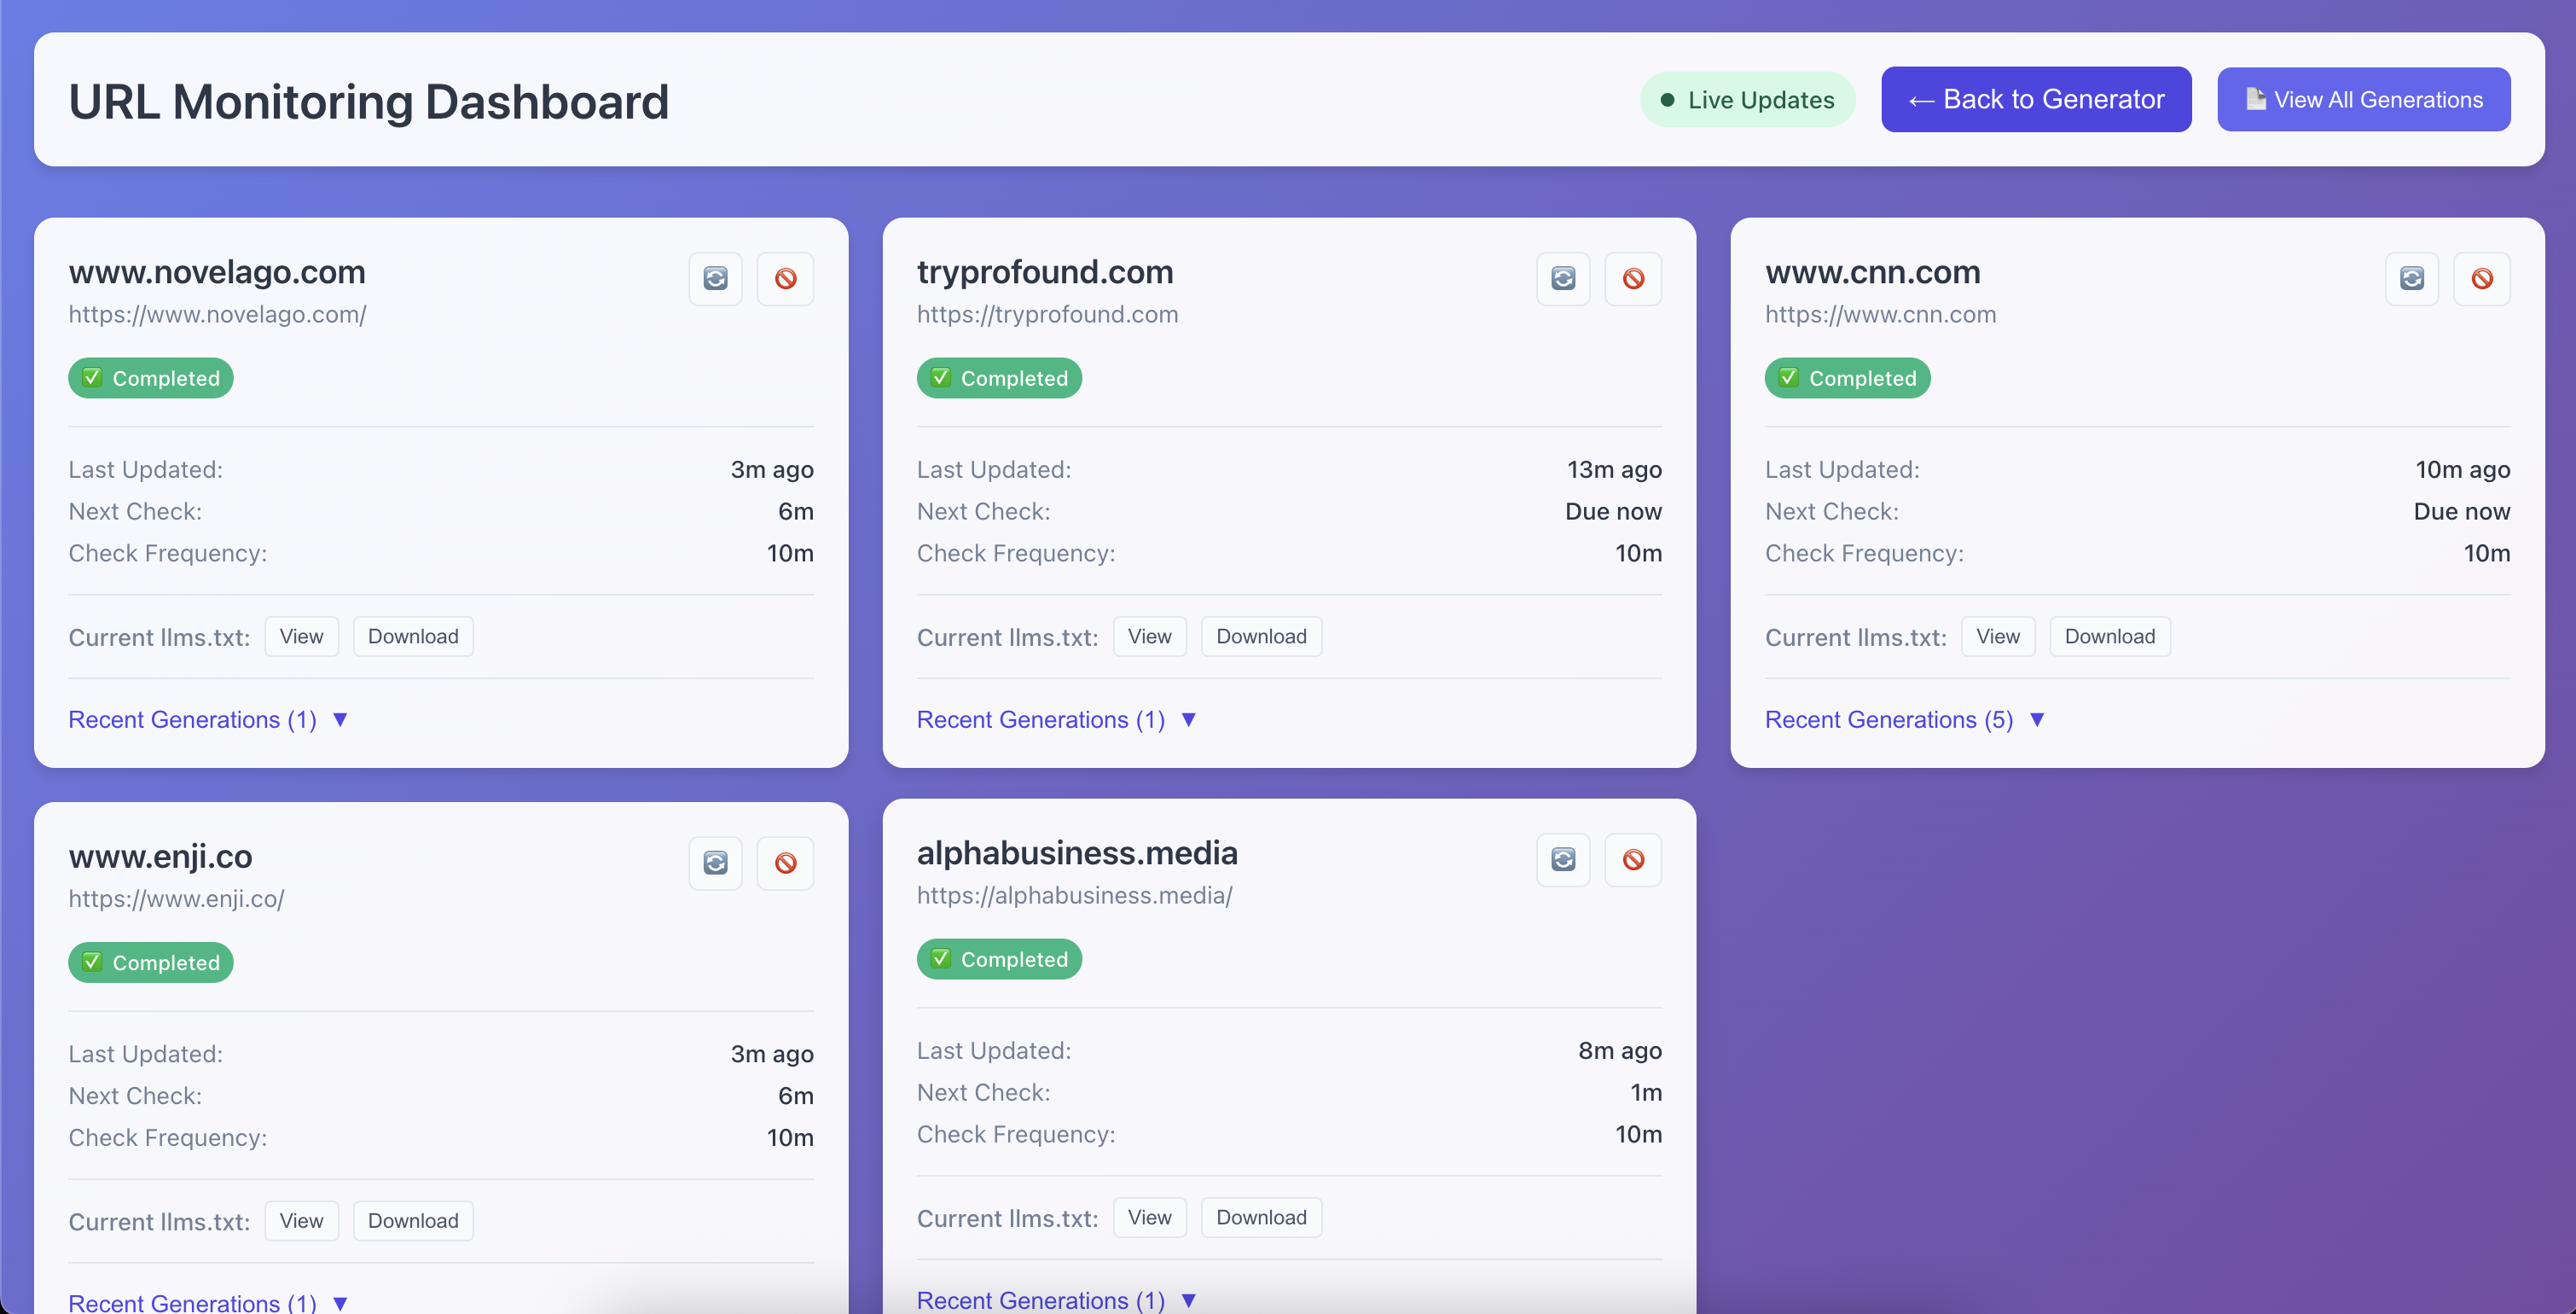 URL Monitoring Dashboard
Live Updates
← Back to Generator
View All Generations
www.novelago.com
https://www.novelago.com/
Completed
Last Updated: 3m ago
Next Check: 6m
Check Frequency: 10m
Current llms.txt: View Download
Recent Generations (1) ▼
tryprofound.com
https://tryprofound.com
Completed
Last Updated: 13m ago
Next Check: Due now
Check Frequency: 10m
Current llms.txt: View Download
Recent Generations (1) ▼
www.cnn.com
https://www.cnn.com
Completed
Last Updated: 10m ago
Next Check: Due now
Check Frequency: 10m
Current llms.txt: View Download
Recent Generations (5) ▼
www.enji.co
https://www.enji.co/
Completed
Last Updated: 3m ago
Next Check: 6m
Check Frequency: 10m
Current llms.txt: View Download
Recent Generations (1) ▼
alphabusiness.media
https://alphabusiness.media/
Completed
Last Updated: 8m ago
Next Check: 1m
Check Frequency: 10m
Current llms.txt: View Download
Recent Generations (1) ▼